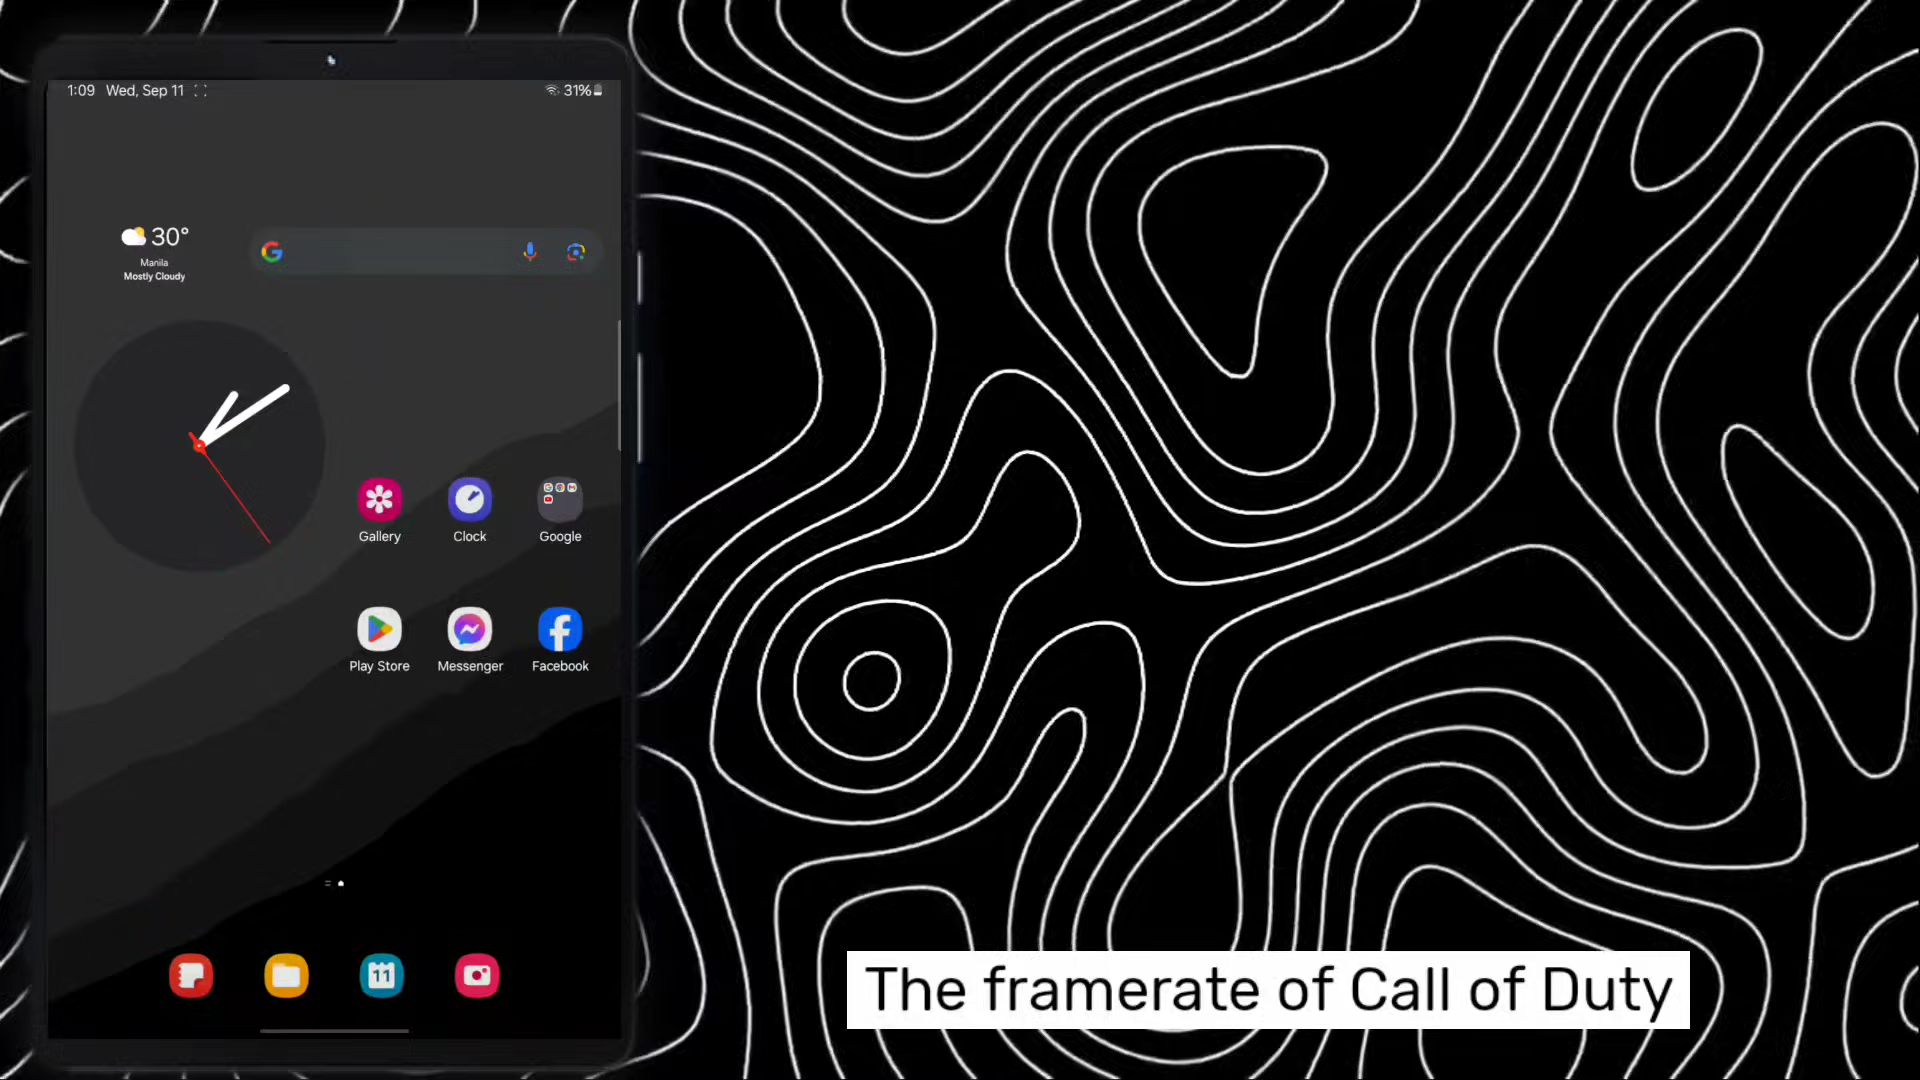 1:09 Wed, Sep 11
31%
30°
Manila
Mostly Cloudy
Gallery
Clock
Google
Play Store
Messenger
Facebook
11
The framerate of Call of Duty